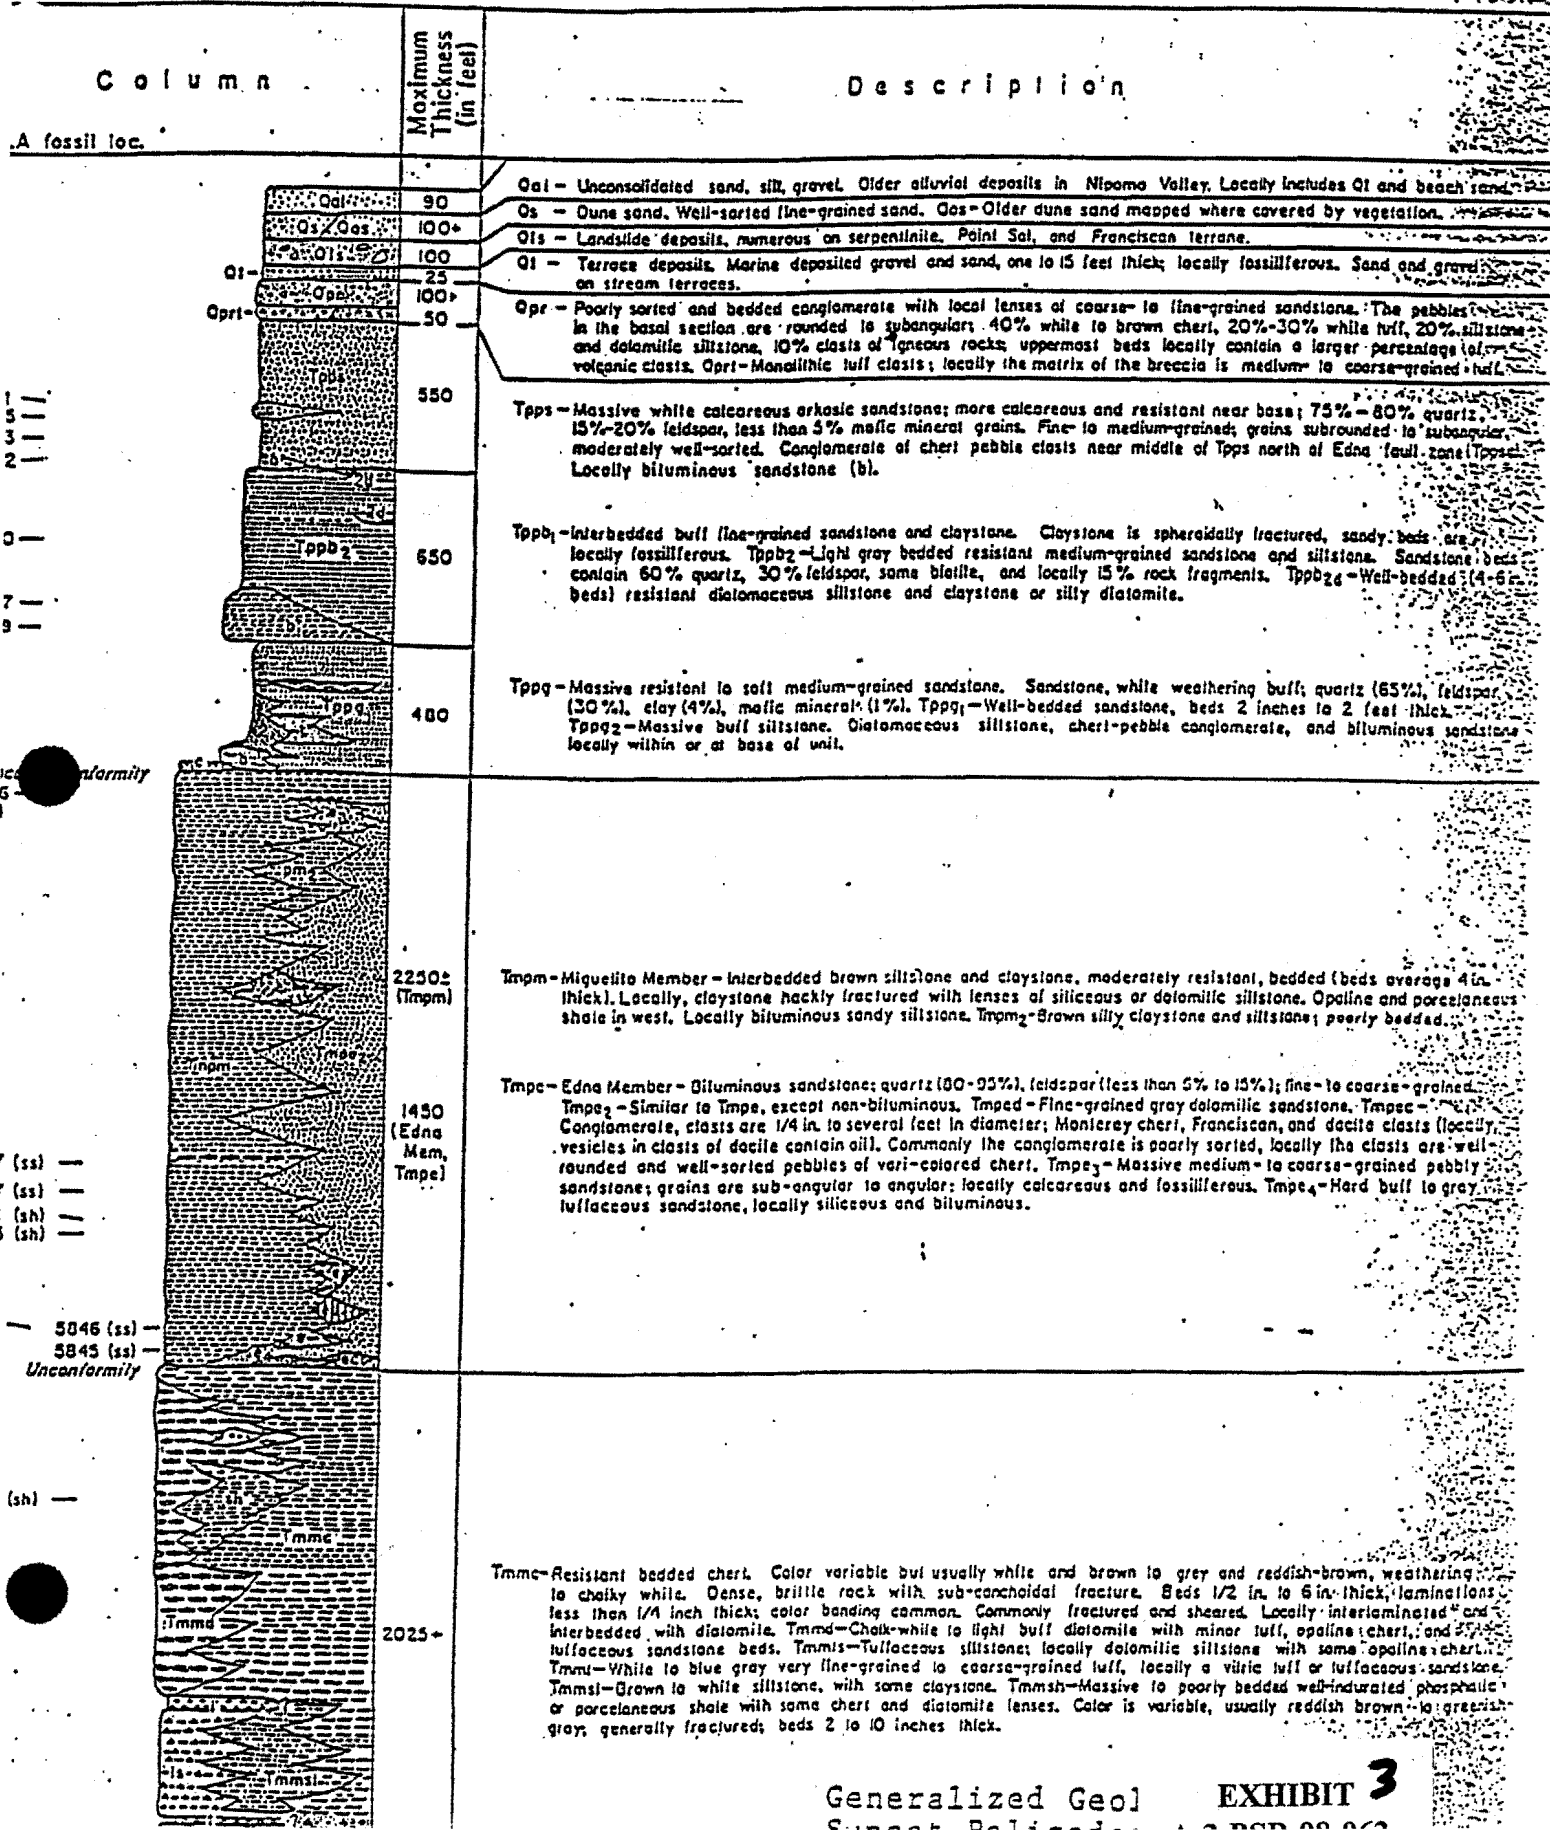 Column
Maximum
Thickness
(in feet)
Description
.A fossil loc.
Qal
90
Qal – Unconsolidated sand, silt, gravel. Older alluvial deposits in Nipomo Valley. Locally includes Qt and beach sand.
Qs/Qos
100+
Qs – Dune sand. Well-sorted fine-grained sand. Qos–Older dune sand mapped where covered by vegetation.
Qls
100
Qls – Landslide deposits, numerous on serpentinite, Point Sal, and Franciscan terrane.
Qt
25
Qt – Terrace deposits. Marine deposited gravel and sand, one to 15 feet thick; locally fossiliferous. Sand and gravel
on stream terraces.
Qpr
100+
Qprt
50
Qpr – Poorly sorted and bedded conglomerate with local lenses of coarse- to fine-grained sandstone. The pebbles
in the basal section are rounded to subangular; 40% white to brown chert, 20%-30% white tuff, 20% siltstone
and dolomitic siltstone, 10% clasts of igneous rocks; uppermost beds locally contain a larger percentage of
volcanic clasts. Qprt–Monolithic tuff clasts; locally the matrix of the breccia is medium- to coarse-grained tuff.
Tpps
550
1
5
3
2
Tpps – Massive white calcareous arkosic sandstone; more calcareous and resistant near base; 75%–80% quartz,
15%-20% feldspar, less than 5% mafic mineral grains. Fine- to medium-grained; grains subrounded to subangular,
moderately well-sorted. Conglomerate of chert pebble clasts near middle of Tpps north of Edna fault zone (Tppsc).
Locally bituminous sandstone (b).
b
2d
Tppb2
650
7
9
b
Tppb1–Interbedded buff fine-grained sandstone and claystone. Claystone is spheroidally fractured, sandy beds are
locally fossiliferous. Tppb2–Light gray bedded resistant medium-grained sandstone and siltstone. Sandstone beds
contain 60% quartz, 30% feldspar, some biotite, and locally 15% rock fragments. Tppb2d–Well-bedded (4-6 in.
beds) resistant diatomaceous siltstone and claystone or silty diatomite.
Tppg
480
c
b
Tppg – Massive resistant to soft medium-grained sandstone. Sandstone, white weathering buff; quartz (65%), feldspar
(30%), clay (4%), mafic mineral (1%). Tppg1–Well-bedded sandstone, beds 2 inches to 2 feet thick.
Tppg2–Massive buff siltstone. Diatomaceous siltstone, chert-pebble conglomerate, and bituminous sandstone
locally within or at base of unit.
nformity
pm2
2250±
(Tmpm)
Tmpm
Tmpm–Miguelito Member – Interbedded brown siltstone and claystone, moderately resistant, bedded (beds average 4 in.
thick). Locally, claystone hackly fractured with lenses of siliceous or dolomitic siltstone. Opaline and porcelaneous
shale in west. Locally bituminous sandy siltstone. Tmpm2–Brown silty claystone and siltstone; poorly bedded.
Tmpe2
1450
(Edna
Mem,
Tmpe)
Tmpe–Edna Member – Bituminous sandstone; quartz (80-95%), feldspar (less than 5% to 15%); fine- to coarse-grained.
Tmpe2 – Similar to Tmpe, except non-bituminous. Tmped–Fine-grained gray dolomitic sandstone. Tmpec–
Conglomerate, clasts are 1/4 in. to several feet in diameter; Monterey chert, Franciscan, and dacite clasts (locally,
vesicles in clasts of dacite contain oil). Commonly the conglomerate is poorly sorted, locally the clasts are well-
rounded and well-sorted pebbles of vari-colored chert. Tmpe3–Massive medium- to coarse-grained pebbly
sandstone; grains are sub-angular to angular; locally calcareous and fossiliferous. Tmpe4–Hard buff to gray
tuffaceous sandstone, locally siliceous and bituminous.
7 (ss)
7 (ss)
(sh)
(sh)
5846 (ss)
5845 (ss)
Unconformity
(sh)
sh
Tmmc
Tmmd
2025+
Tmmc–Resistant bedded chert. Color variable but usually white and brown to grey and reddish-brown, weathering
to chalky white. Dense, brittle rock with sub-conchoidal fracture. Beds 1/2 in. to 6 in. thick, laminations
less than 1/4 inch thick; color banding common. Commonly fractured and sheared. Locally interlaminated and
interbedded with diatomite. Tmmd–Chalk-white to light buff diatomite with minor tuff, opaline chert, and
tuffaceous sandstone beds. Tmmts–Tuffaceous siltstone; locally dolomitic siltstone with some opaline chert.
Tmmt–White to blue gray very fine-grained to coarse-grained tuff, locally a vitric tuff or tuffaceous sandstone.
Tmmsl–Brown to white siltstone, with some claystone. Tmmsh–Massive to poorly bedded well-indurated phosphatic
or porcelaneous shale with some chert and diatomite lenses. Color is variable, usually reddish brown to greenish
gray; generally fractured; beds 2 to 10 inches thick.
Tmmsl
Generalized Geol
EXHIBIT 3